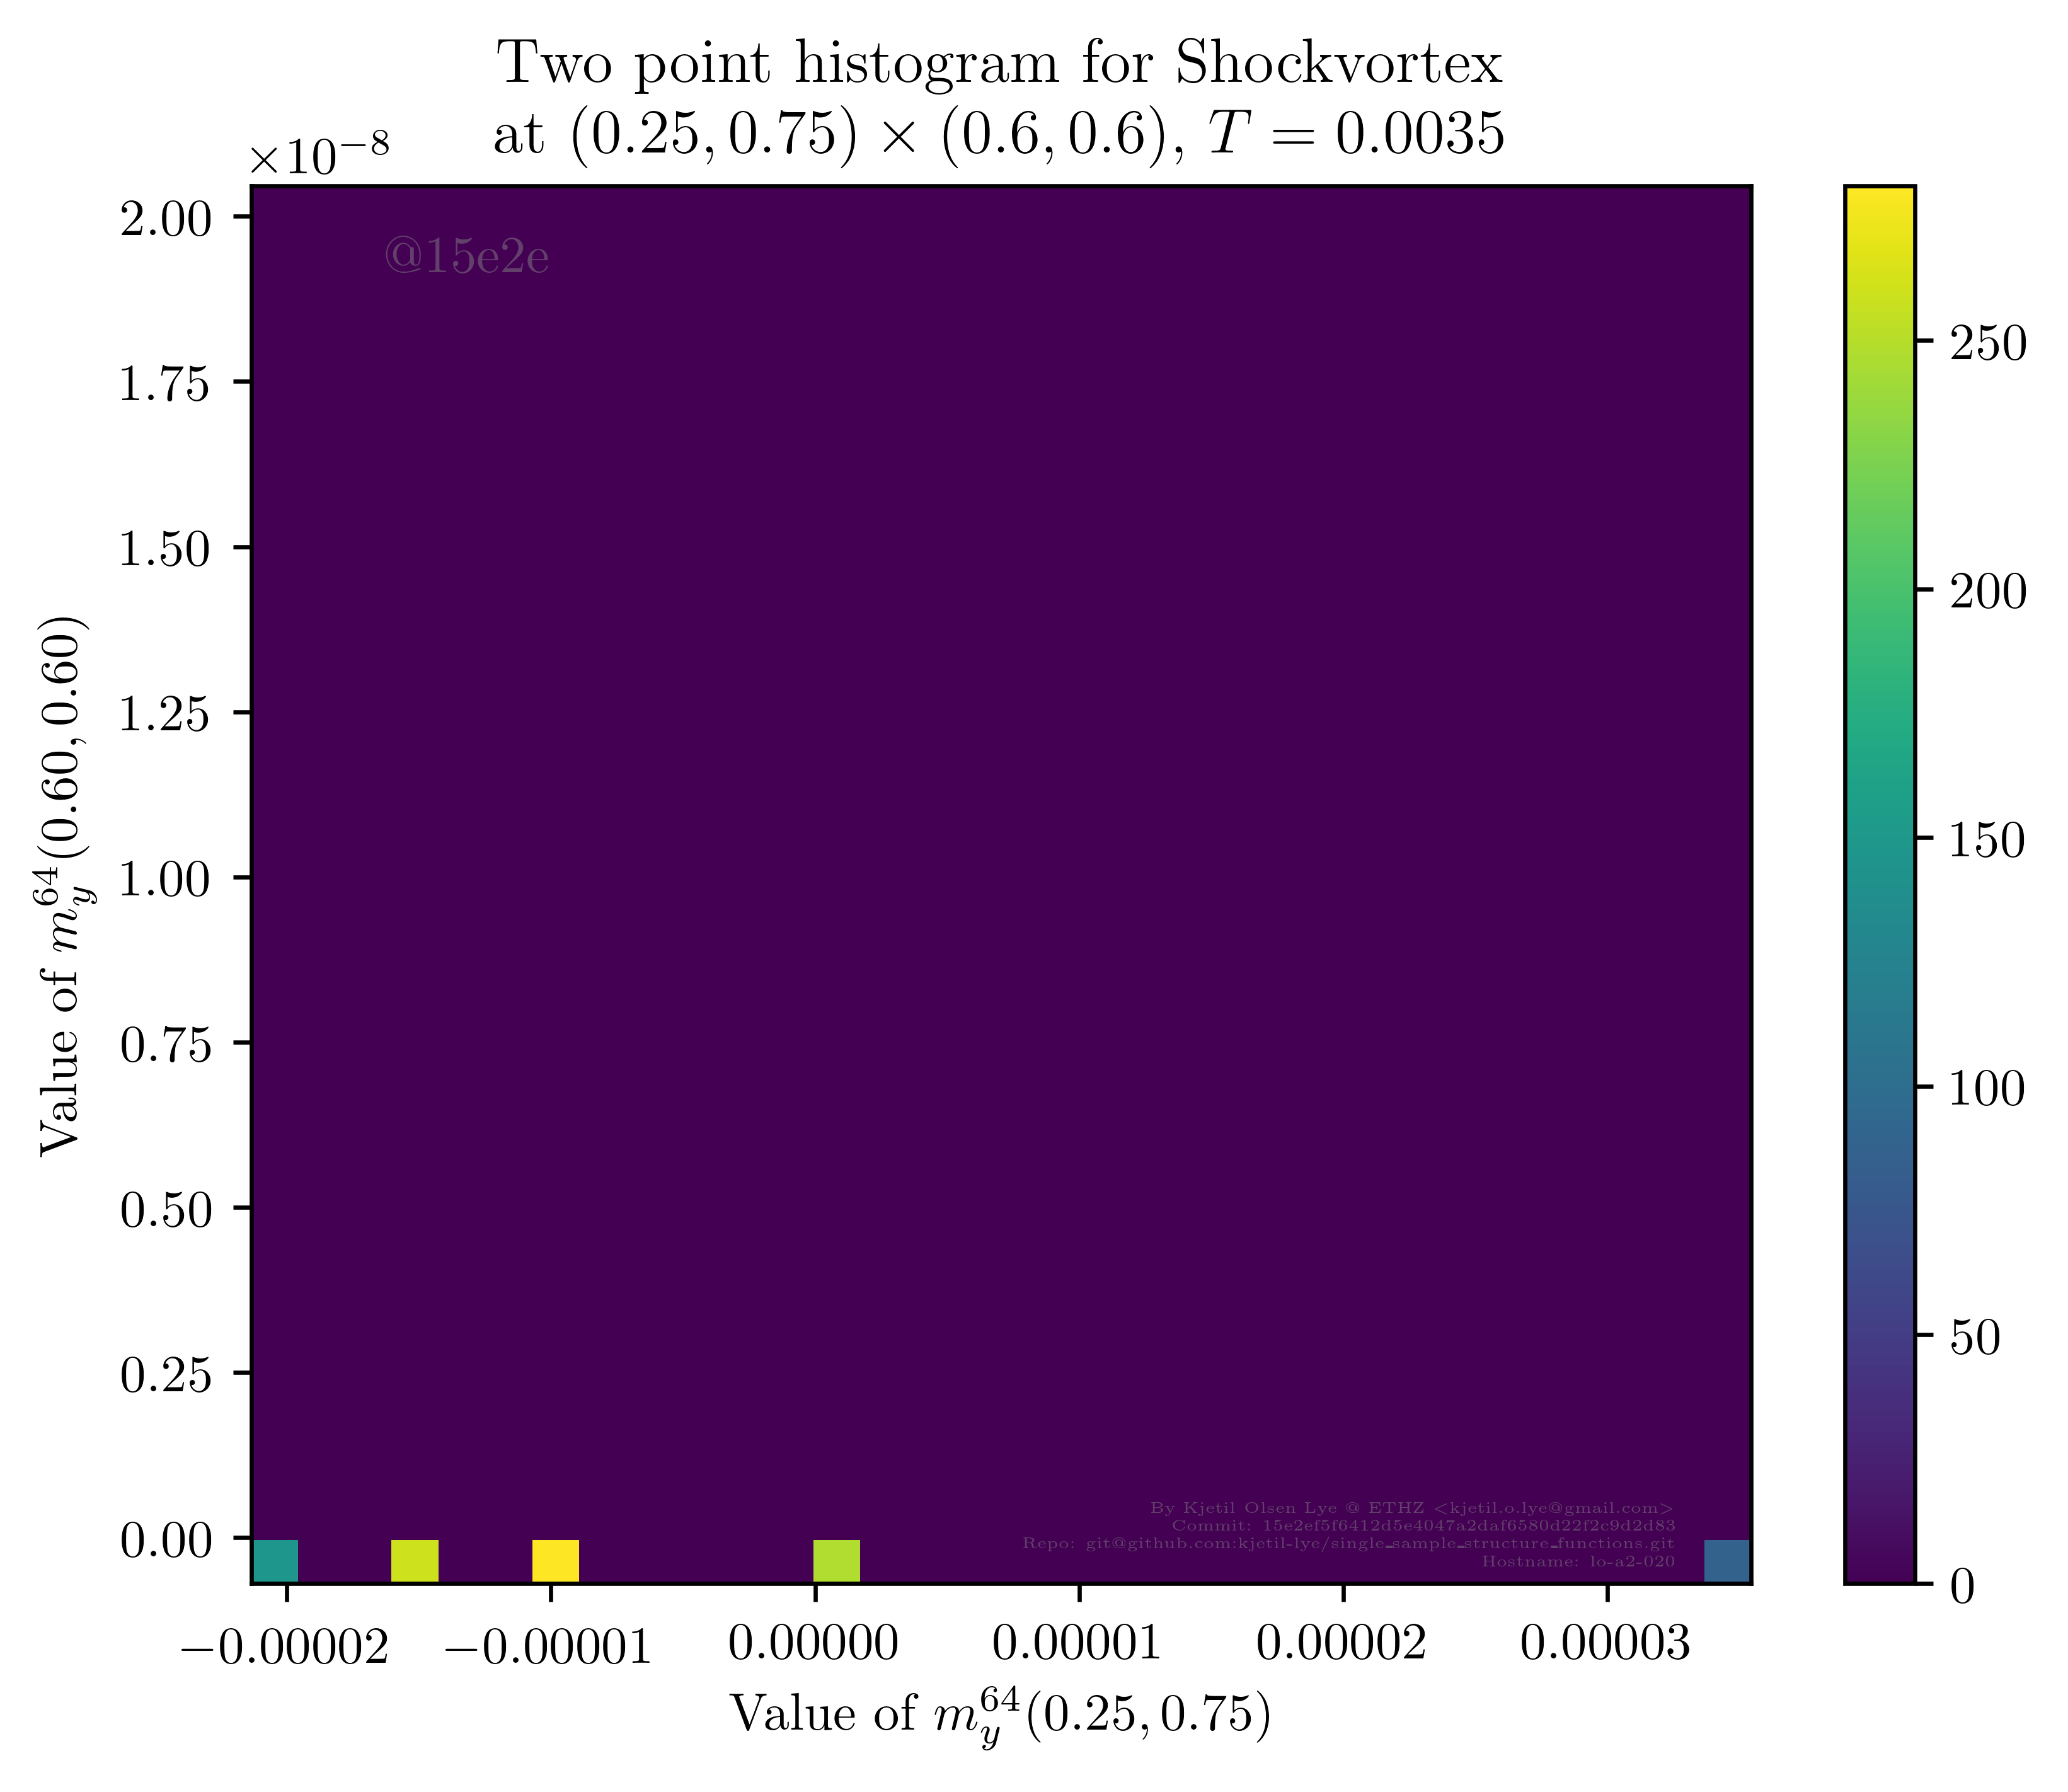 Two point histogram for Shockvortex
at (0.25, 0.75) × (0.6, 0.6), T = 0.0035
×10⁻⁸
@15e2e
2.00
1.75
1.50
1.25
1.00
0.75
0.50
0.25
0.00
Value of m_y^{64}(0.60, 0.60)
250
200
150
100
50
0
By Kjetil Olsen Lye @ ETHZ <kjetil.o.lye@gmail.com>
Commit: 15e2ef5f6412d5e4047a2daf6580d22f2c9d2d83
Repo: git@github.com:kjetil-lye/single_sample_structure_functions.git
Hostname: lo-a2-020
−0.00002 −0.00001 0.00000 0.00001 0.00002 0.00003
Value of m_y^{64}(0.25, 0.75)